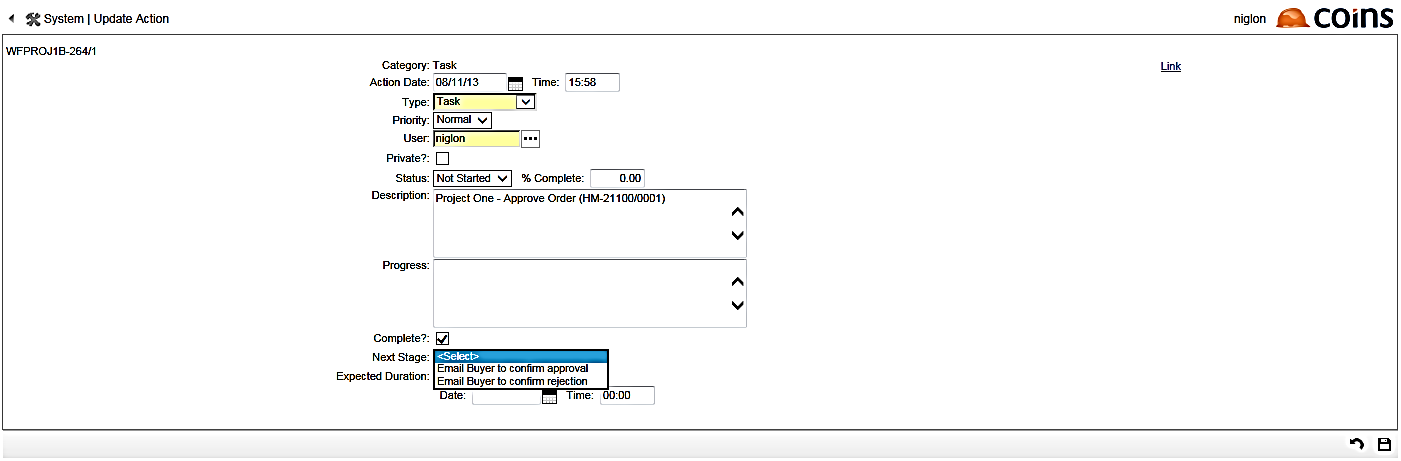 System | Update Action
niglon
coins
WFPROJ1B-264/1
Category: Task
Link
Action Date: 08/11/13 Time: 15:58
Type: Task
Priority: Normal
User: niglon
Private?:
Status: Not Started % Complete: 0.00
Description: Project One - Approve Order (HM-21100/0001)
Progress:
Complete?:
Next Stage: <Select>
Email Buyer to confirm approval
Expected Duration: Email Buyer to confirm rejection
Date: Time: 00:00